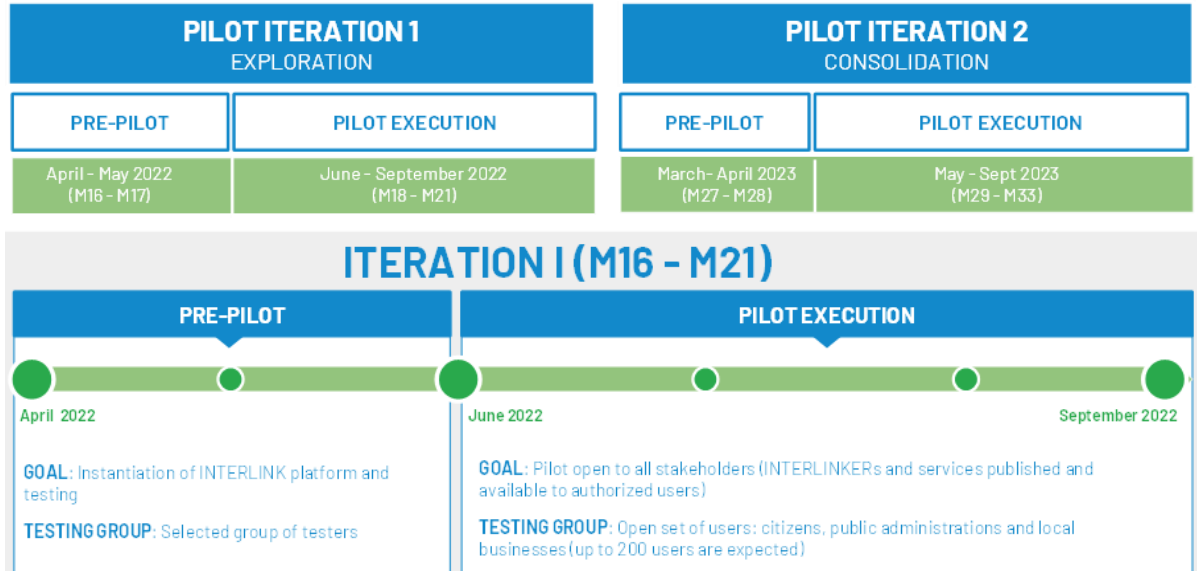 PILOT ITERATION 1
EXPLORATION
PRE-PILOT
PILOT EXECUTION
April - May 2022
(M16 - M17)
June - September 2022
(M18 - M21)
PILOT ITERATION 2
CONSOLIDATION
PRE-PILOT
PILOT EXECUTION
March- April 2023
(M27 - M28)
May - Sept 2023
(M29 - M33)
ITERATION I (M16 - M21)
PRE-PILOT
April 2022
GOAL: Instantiation of INTERLINK platform and
testing
TESTING GROUP: Selected group of testers
PILOT EXECUTION
June 2022
September 2022
GOAL: Pilot open to all stakeholders (INTERLINKERs and services published and
available to authorized users)
TESTING GROUP: Open set of users: citizens, public administrations and local
businesses (up to 200 users are expected)